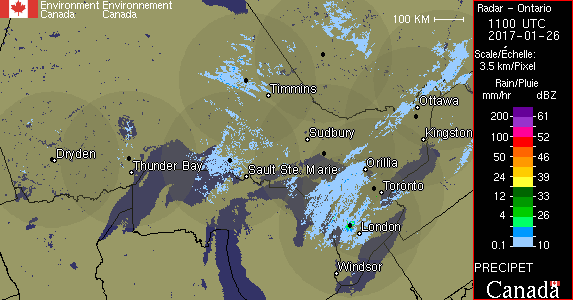 Environment Environnement
Canada Canada
100 KM
Timmins
Ottawa
Sudbury
Kingston
Dryden
Thunder Bay
Sault Ste. Marie
Orillia
Toronto
London
Windsor
Radar - Ontario
1100 UTC
2017-01-26
Scale/Échelle:
3.5 km/Pixel
Rain/Pluie
mm/hr dBZ
200 61
100 52
50 46
24 39
12 33
4 26
0.1 10
PRECIPET
Canada